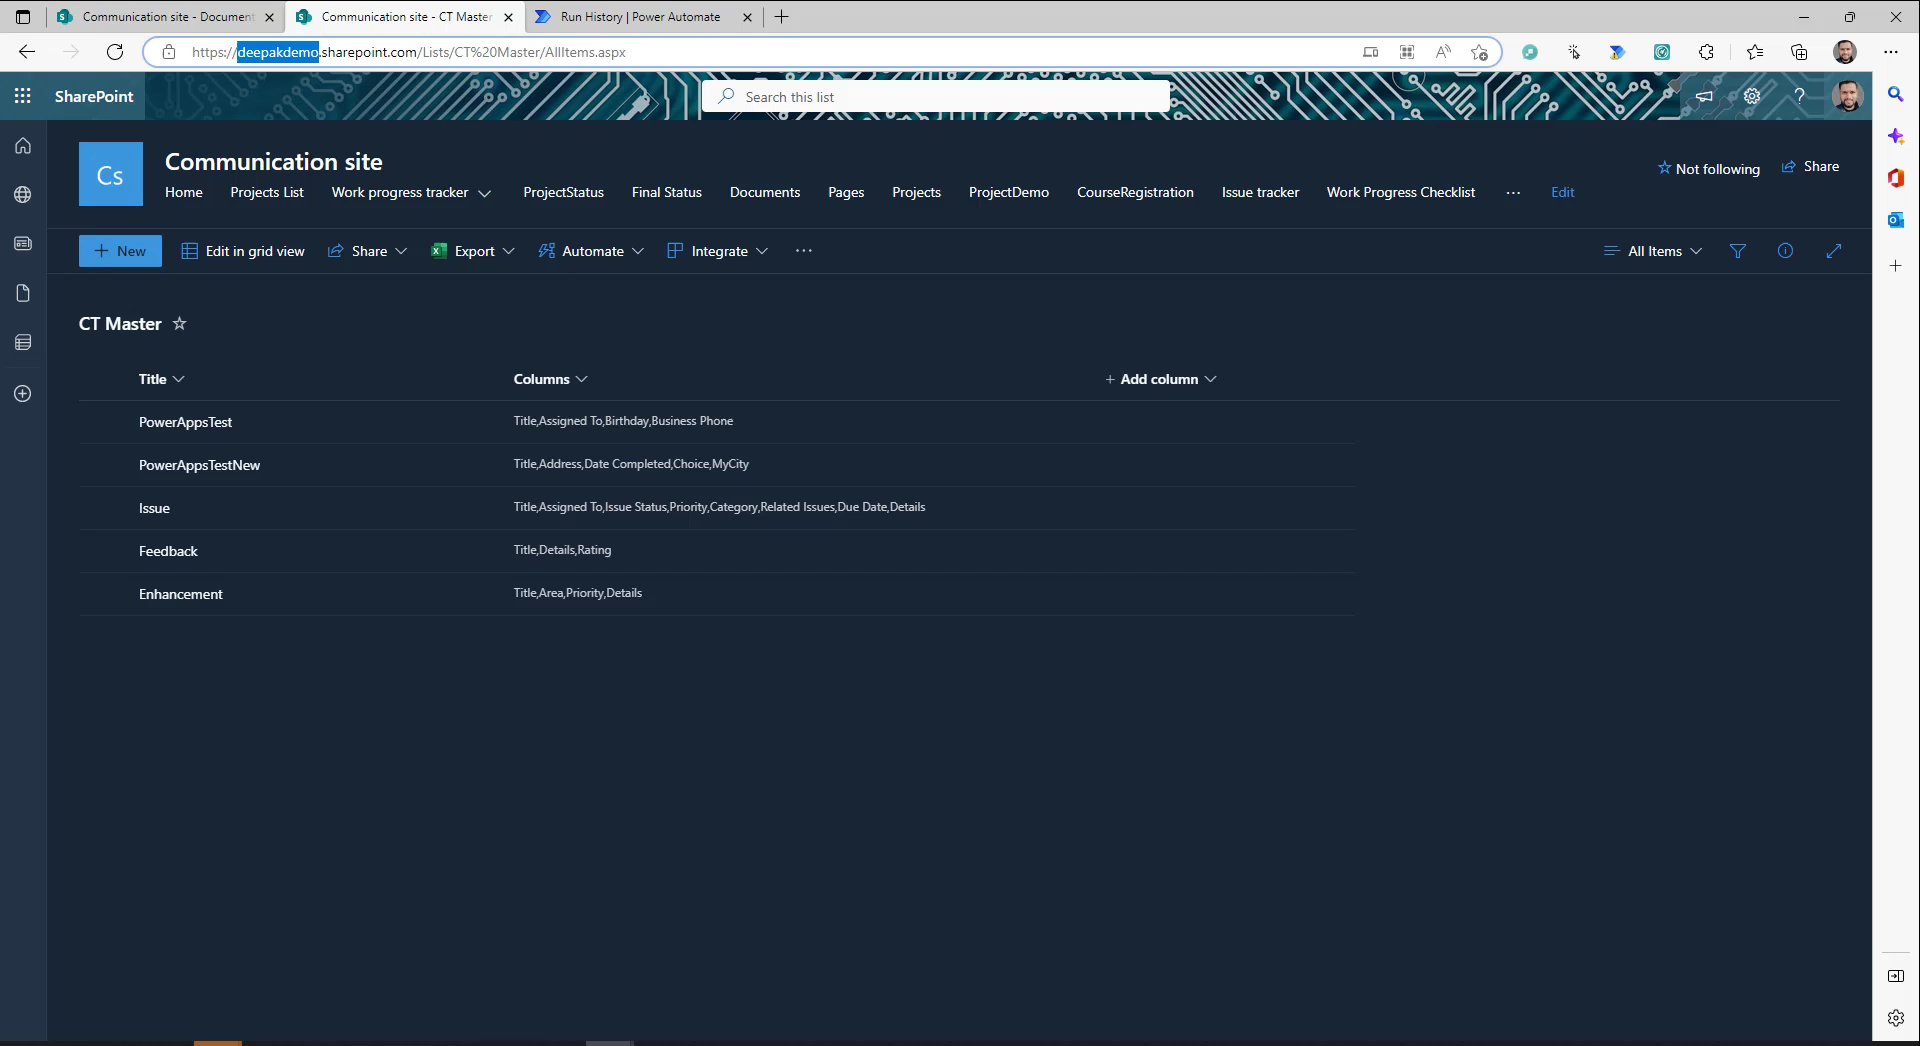 Communication site - Document
Communication site - CT Master
Run History | Power Automate
https://deepakdemo.sharepoint.com/Lists/CT%20Master/AllItems.aspx
SharePoint
Search this list
Cs
Communication site
Not following
Share
Home
Projects List
Work progress tracker
ProjectStatus
Final Status
Documents
Pages
Projects
ProjectDemo
CourseRegistration
Issue tracker
Work Progress Checklist
Edit
New
Edit in grid view
Share
Export
Automate
Integrate
All Items
CT Master
Title
Columns
Add column
PowerAppsTest
Title,Assigned To,Birthday,Business Phone
PowerAppsTestNew
Title,Address,Date Completed,Choice,MyCity
Issue
Title,Assigned To,Issue Status,Priority,Category,Related Issues,Due Date,Details
Feedback
Title,Details,Rating
Enhancement
Title,Area,Priority,Details